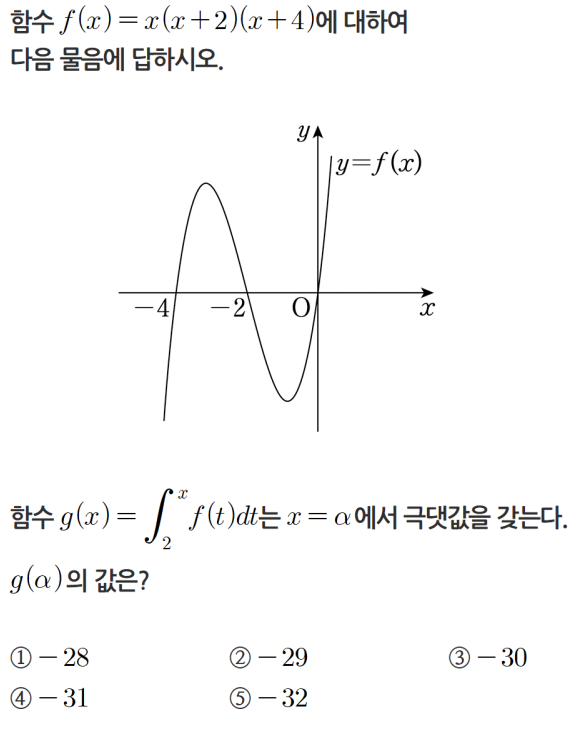 함수 f(x)=x(x+2)(x+4)에 대하여
다음 물음에 답하시오.
y
y=f(x)
-4 -2 O x
함수 g(x)=∫₂ˣ f(t)dt는 x=α에서 극댓값을 갖는다.
g(α)의 값은?
① -28 ② -29 ③ -30
④ -31 ⑤ -32